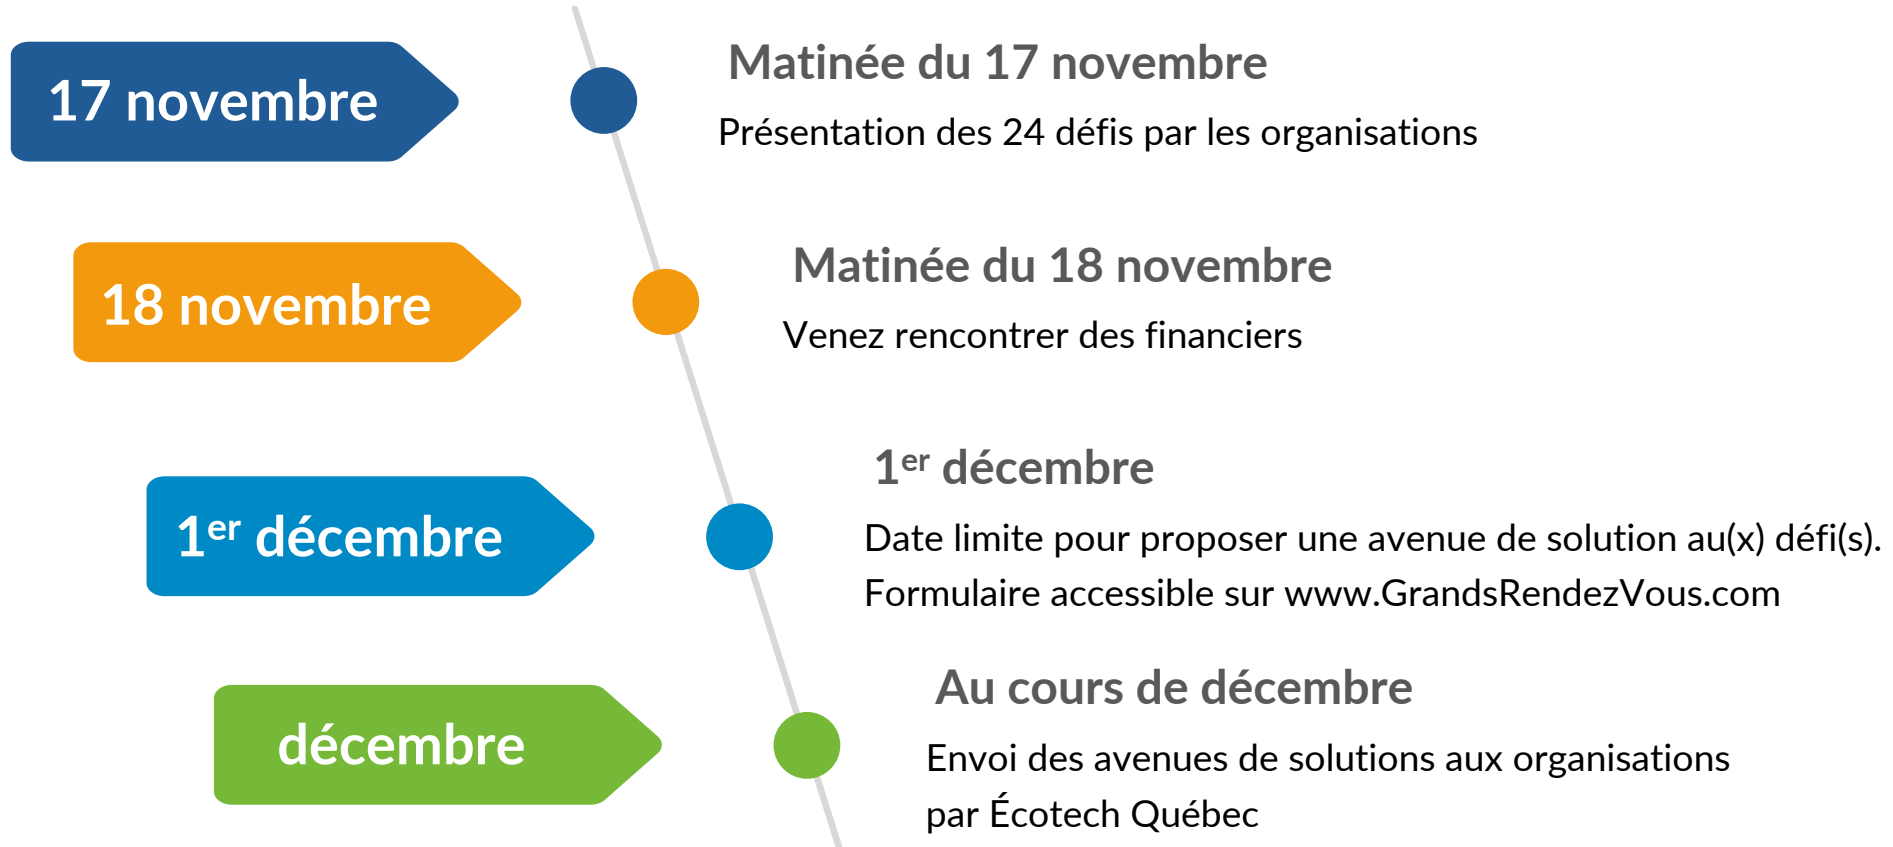 17 novembre
Matinée du 17 novembre
Présentation des 24 défis par les organisations
18 novembre
Matinée du 18 novembre
Venez rencontrer des financiers
1er décembre
1er décembre
Date limite pour proposer une avenue de solution au(x) défi(s).
Formulaire accessible sur www.GrandsRendezVous.com
décembre
Au cours de décembre
Envoi des avenues de solutions aux organisations
par Écotech Québec